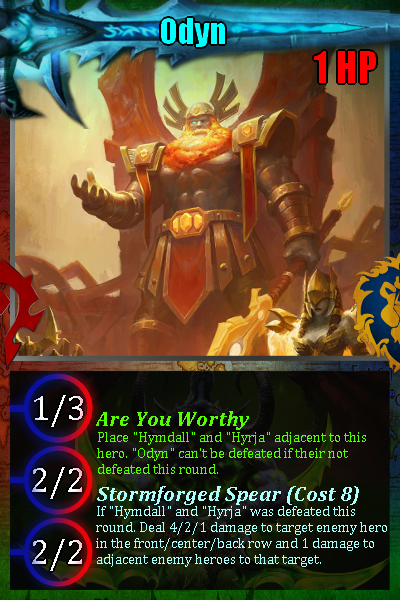 Odyn
1 HP
1/3
Are You Worthy
Place "Hymdall" and "Hyrja" adjacent to this
hero. "Odyn" can't be defeated if their not
defeated this round.
2/2
Stormforged Spear (Cost 8)
If "Hymdall" and "Hyrja" was defeated this
round. Deal 4/2/1 damage to target enemy hero
in the front/center/back row and 1 damage to
adjacent enemy heroes to that target.
2/2